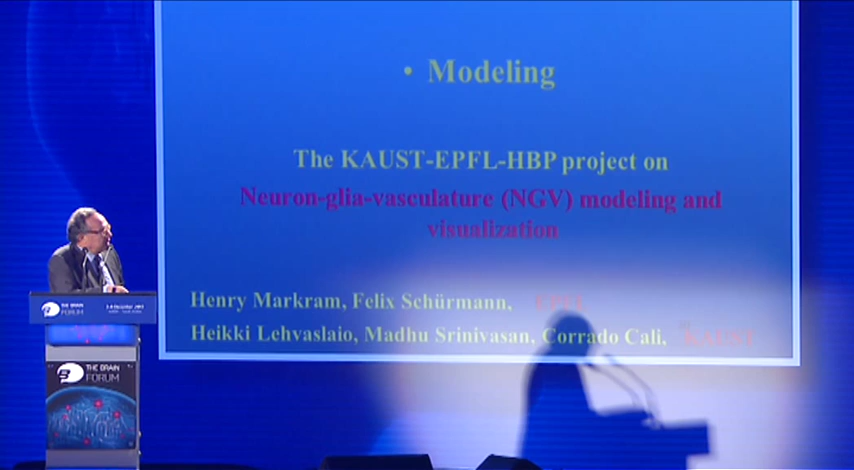 • Modeling
The KAUST-EPFL-HBP project on
Neuron-glia-vasculature (NGV) modeling and
visualization
Henry Markram, Felix Schürmann, EPFL
Heikki Lehvaslaio, Madhu Srinivasan, Corrado Cali, KAUST
THE BRAIN
FORUM
THE BRAIN
FORUM